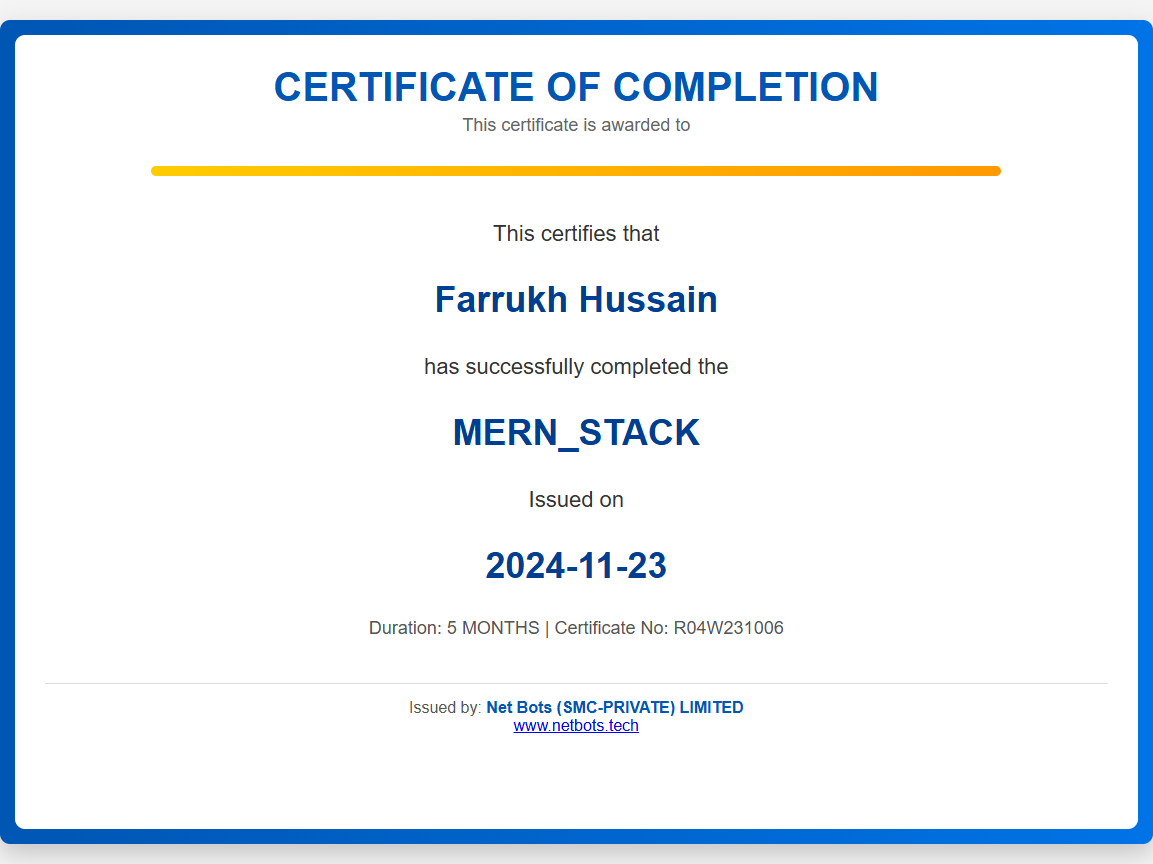 CERTIFICATE OF COMPLETION
This certificate is awarded to
This certifies that
Farrukh Hussain
has successfully completed the
MERN_STACK
Issued on
2024-11-23
Duration: 5 MONTHS | Certificate No: R04W231006
Issued by: Net Bots (SMC-PRIVATE) LIMITED
www.netbots.tech